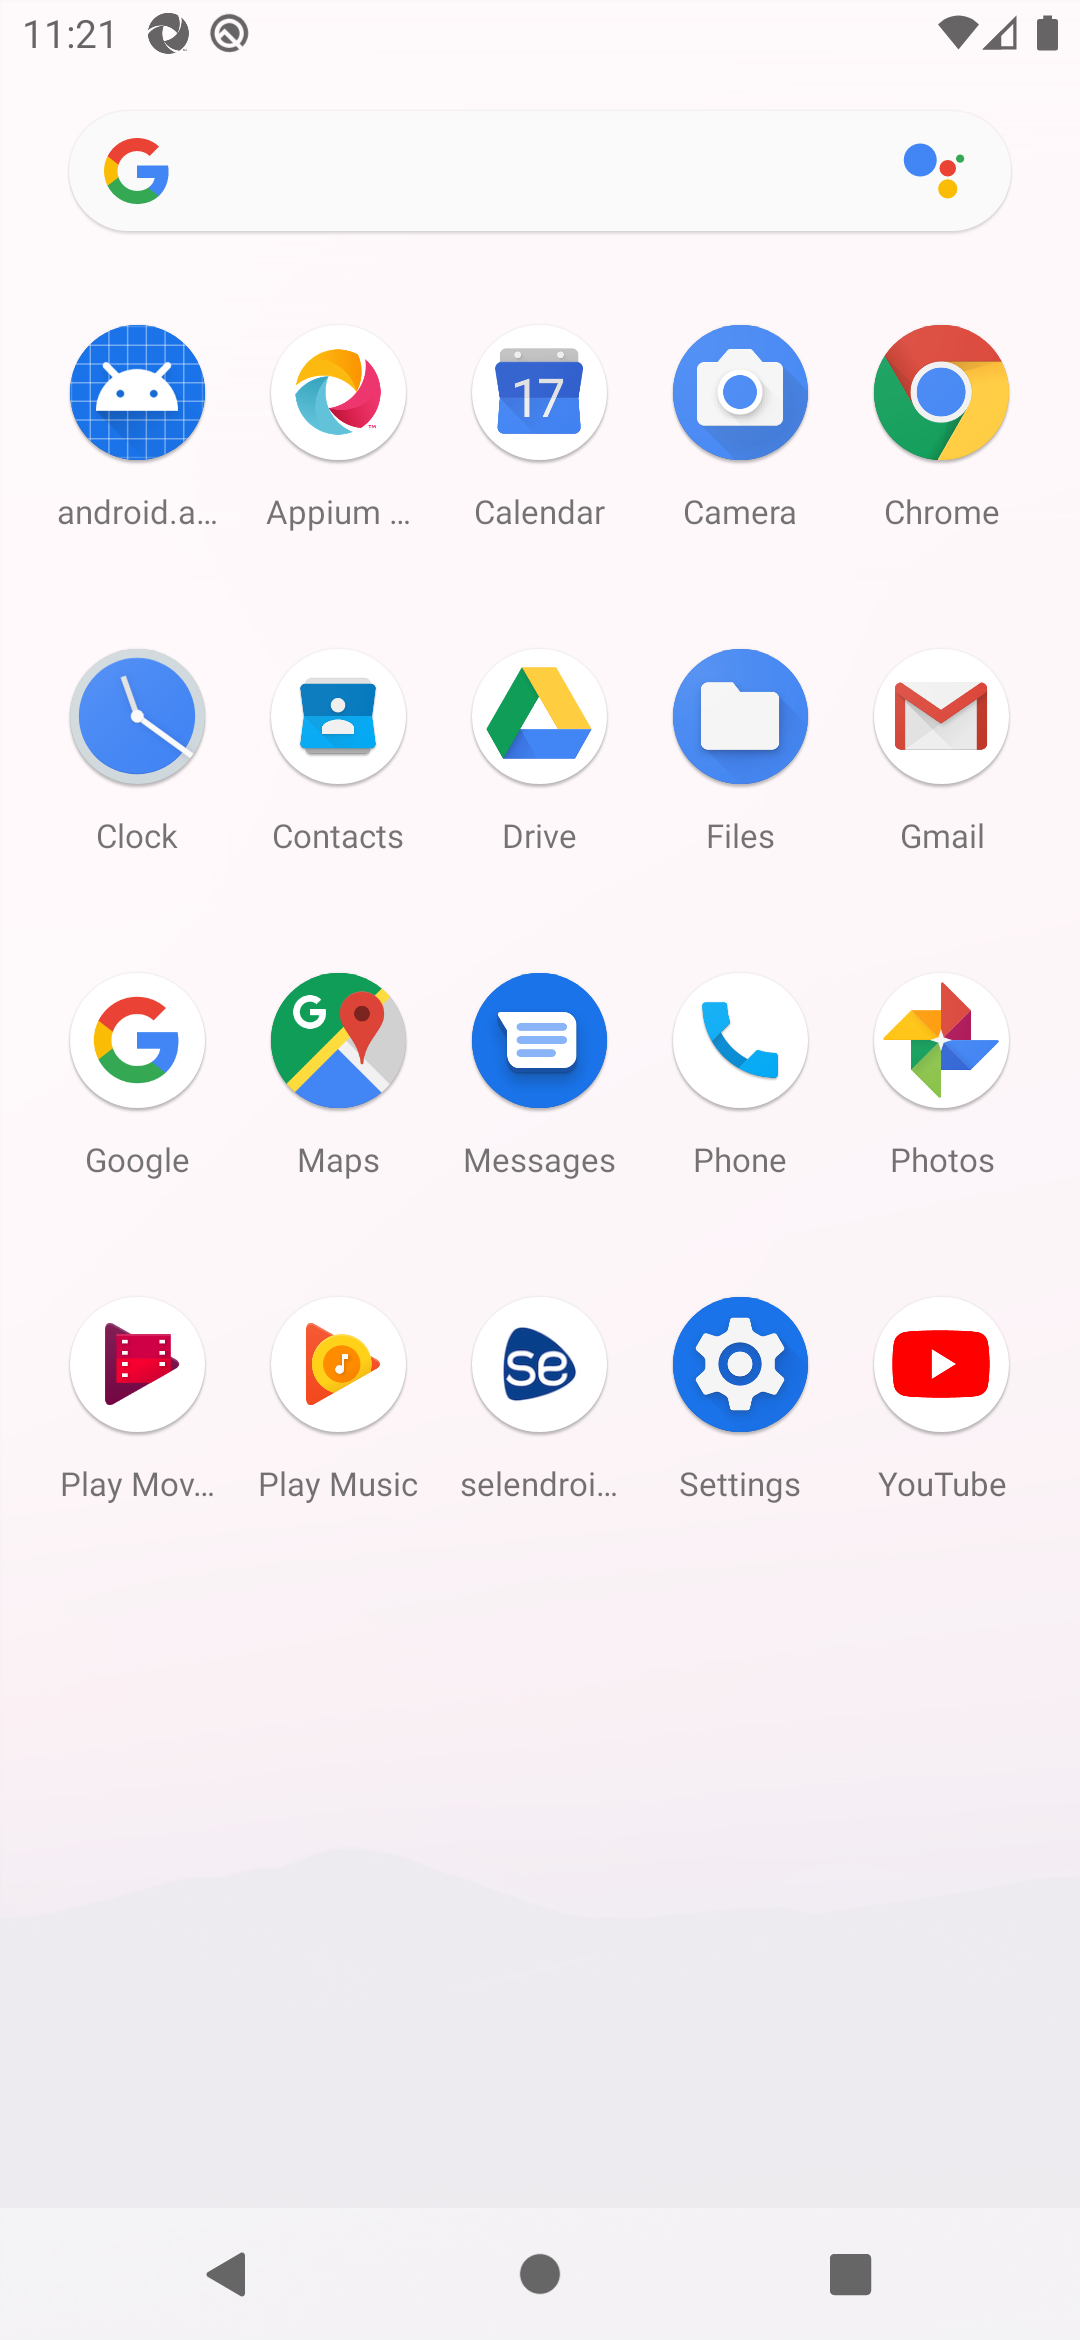 11:21
android.a... Appium ... Calendar Camera Chrome
Clock Contacts Drive Files Gmail
Google Maps Messages Phone Photos
Play Mov... Play Music selendroi... Settings YouTube